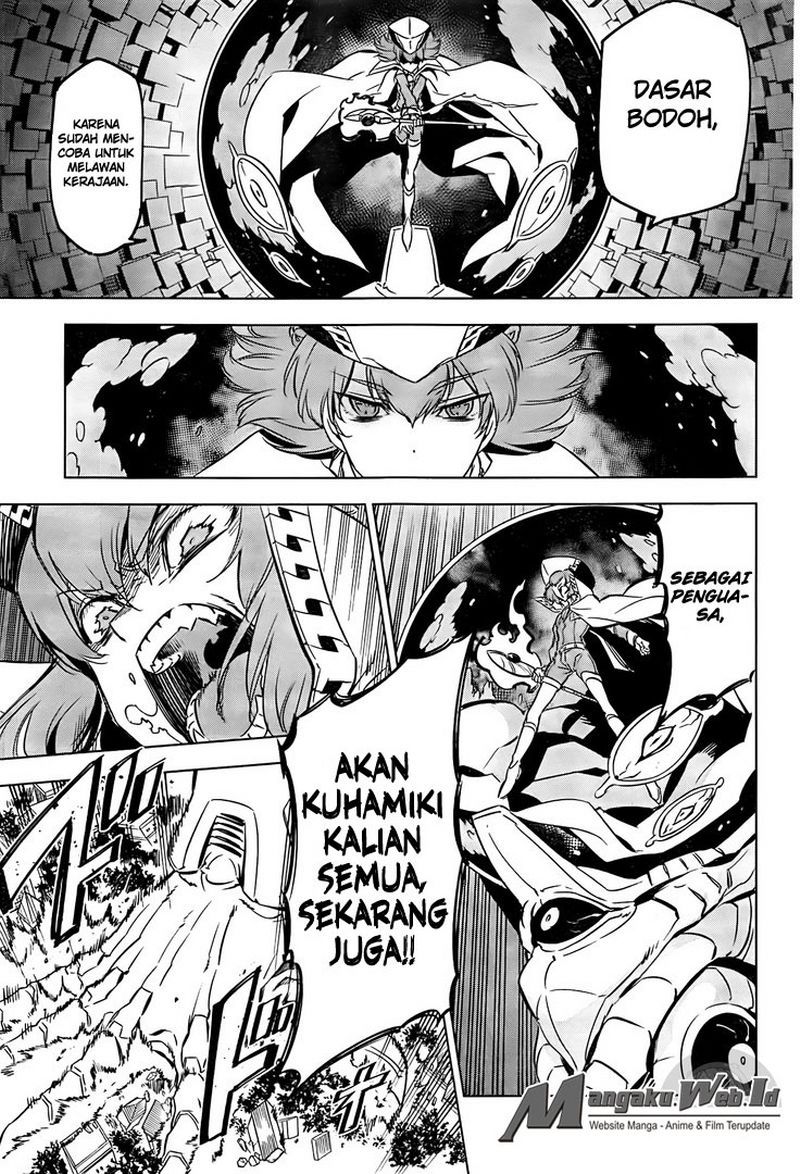 DASAR
BODOH,
KARENA
SUDAH MEN-
COBA UNTUK
MELAWAN
KERAJAAN.
SEBAGAI
PENGUA-
SA,
AKAN
KUHAMIKI
KALIAN
SEMUA,
SEKARANG
JUGA!!
Mangaku.Web.Id
Website Manga - Anime & Film Terupdate